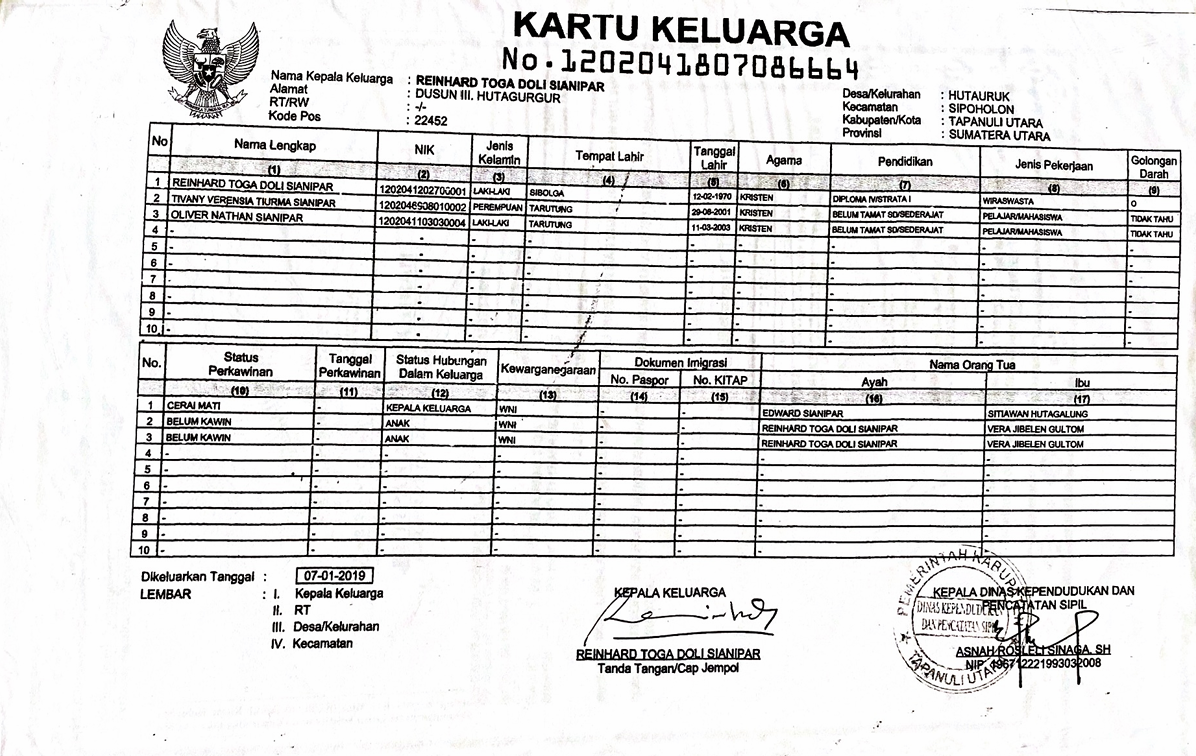 KARTU KELUARGA
No. 1202041807086664
Nama Kepala Keluarga : REINHARD TOGA DOLI SIANIPAR
Alamat : DUSUN III. HUTAGURGUR
RT/RW : -/-
Kode Pos : 22452
Desa/Kelurahan : HUTAURUK
Kecamatan : SIPOHOLON
Kabupaten/Kota : TAPANULI UTARA
Provinsi : SUMATERA UTARA
No Nama Lengkap NIK Jenis Kelamin Tempat Lahir Tanggal Lahir Agama Pendidikan Jenis Pekerjaan Golongan Darah
(1) (2) (3) (4) (5) (6) (7) (8) (9)
1 REINHARD TOGA DOLI SIANIPAR 1202041202700001 LAKI-LAKI SIBOLGA 12-02-1970 KRISTEN DIPLOMA IV/STRATA I WIRASWASTA O
2 TIVANY VERENSIA TIURMA SIANIPAR PEREMPUAN TARUTUNG 29-08-2001 KRISTEN BELUM TAMAT SD/SEDERAJAT PELAJAR/MAHASISWA TIDAK TAHU
3 OLIVER NATHAN SIANIPAR 1202041103030004 LAKI-LAKI TARUTUNG 11-03-2003 KRISTEN BELUM TAMAT SD/SEDERAJAT PELAJAR/MAHASISWA TIDAK TAHU
4 - - - - - - - - -
5 - - - - - - - - -
6 - - - - - - - - -
7 - - - - - - - - -
8 - - - - - - - - -
9 - - - - - - - - -
10 - - - - - - - - -
No. Status Perkawinan Tanggal Perkawinan Status Hubungan Dalam Keluarga Kewarganegaraan Dokumen Imigrasi Nama Orang Tua
No. Paspor No. KITAP Ayah Ibu
(10) (11) (12) (13) (14) (15) (16) (17)
1 CERAI MATI - KEPALA KELUARGA WNI - - EDWARD SIANIPAR SITIAWAN HUTAGALUNG
2 BELUM KAWIN - ANAK WNI - - REINHARD TOGA DOLI SIANIPAR VERA JIBELEN GULTOM
3 BELUM KAWIN - ANAK WNI - - REINHARD TOGA DOLI SIANIPAR VERA JIBELEN GULTOM
4 - - - - - - - -
5 - - - - - - - -
6 - - - - - - - -
7 - - - - - - - -
8 - - - - - - - -
9 - - - - - - - -
10 - - - - - - - -
Dikeluarkan Tanggal : 07-01-2019
LEMBAR : I. Kepala Keluarga
II. RT
III. Desa/Kelurahan
IV. Kecamatan
KEPALA KELUARGA
REINHARD TOGA DOLI SIANIPAR
Tanda Tangan/Cap Jempol
KEPALA DINAS KEPENDUDUKAN DAN
PENCATATAN SIPIL
ASNAH ROSLELI SINAGA, SH
NIP. 196712221993032008
PEMERINTAH KABUP
DINAS KEPENDUDUKAN
DAN PENCATATAN SIPIL
TAPANULI UTARA